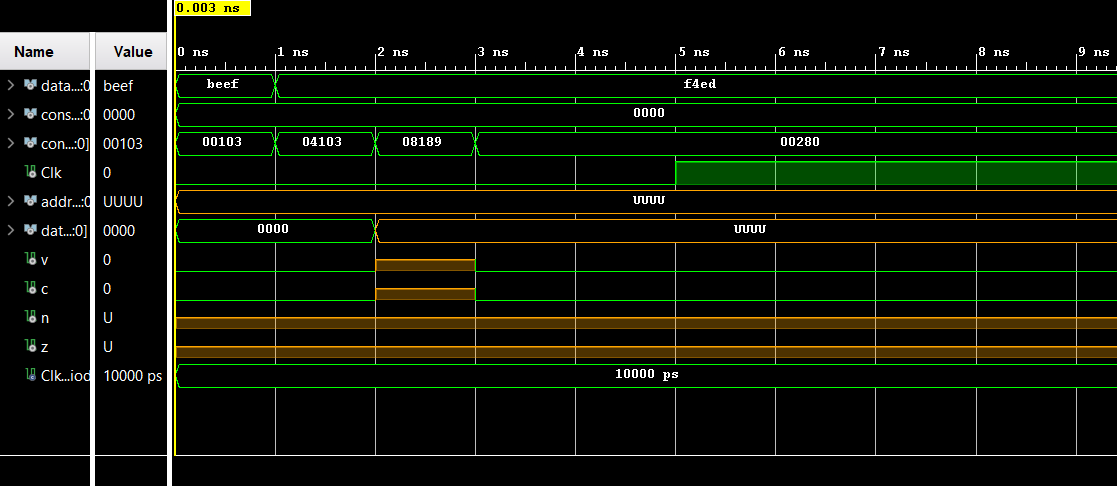 0.003 ns
Name Value
0 ns 1 ns 2 ns 3 ns 4 ns 5 ns 6 ns 7 ns 8 ns 9 ns
data...:0 beef beef f4ed
cons...:0 0000 0000
con...:0] 00103 00103 04103 08189 00280
Clk 0
addr...:0 UUUU UUUU
dat...:0] 0000 0000 UUUU
v 0
c 0
n U
z U
Clk...iod 10000 ps 10000 ps